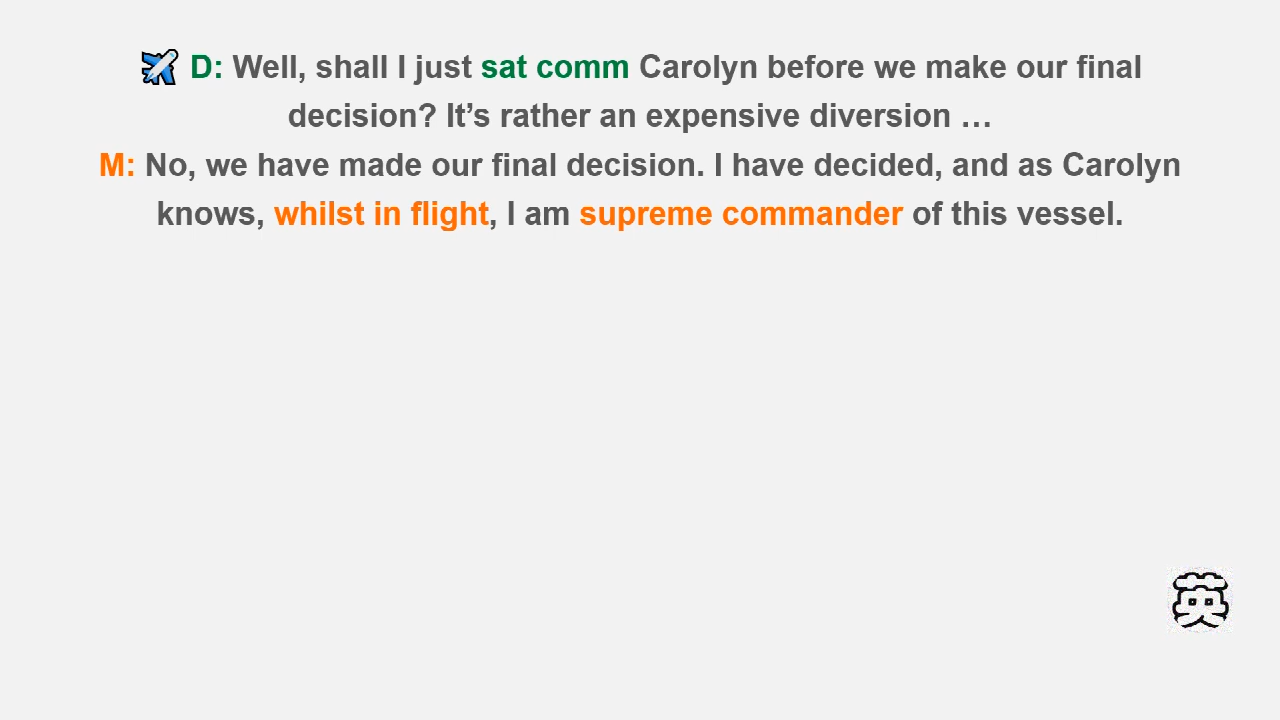 ✈️ D: Well, shall I just sat comm Carolyn before we make our final
decision? It’s rather an expensive diversion …
M: No, we have made our final decision. I have decided, and as Carolyn
knows, whilst in flight, I am supreme commander of this vessel.
英